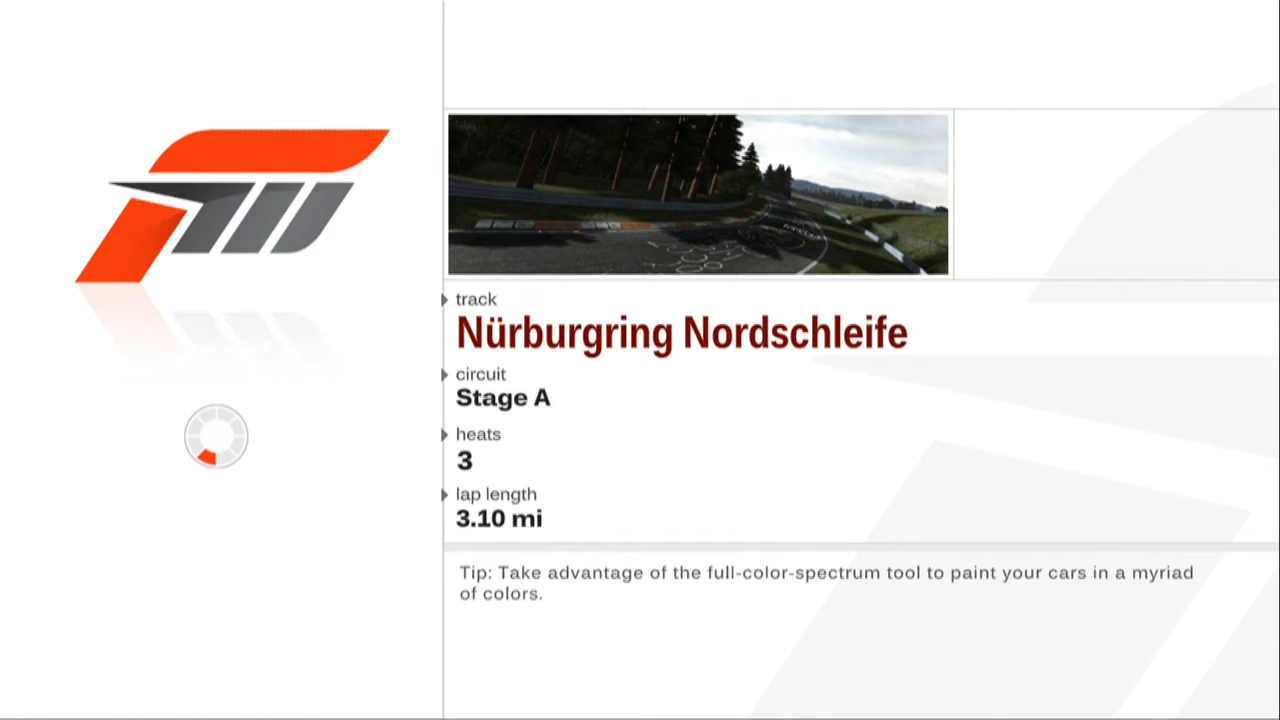 track
Nürburgring Nordschleife
circuit
Stage A
heats
3
lap length
3.10 mi
Tip: Take advantage of the full-color-spectrum tool to paint your cars in a myriad
of colors.